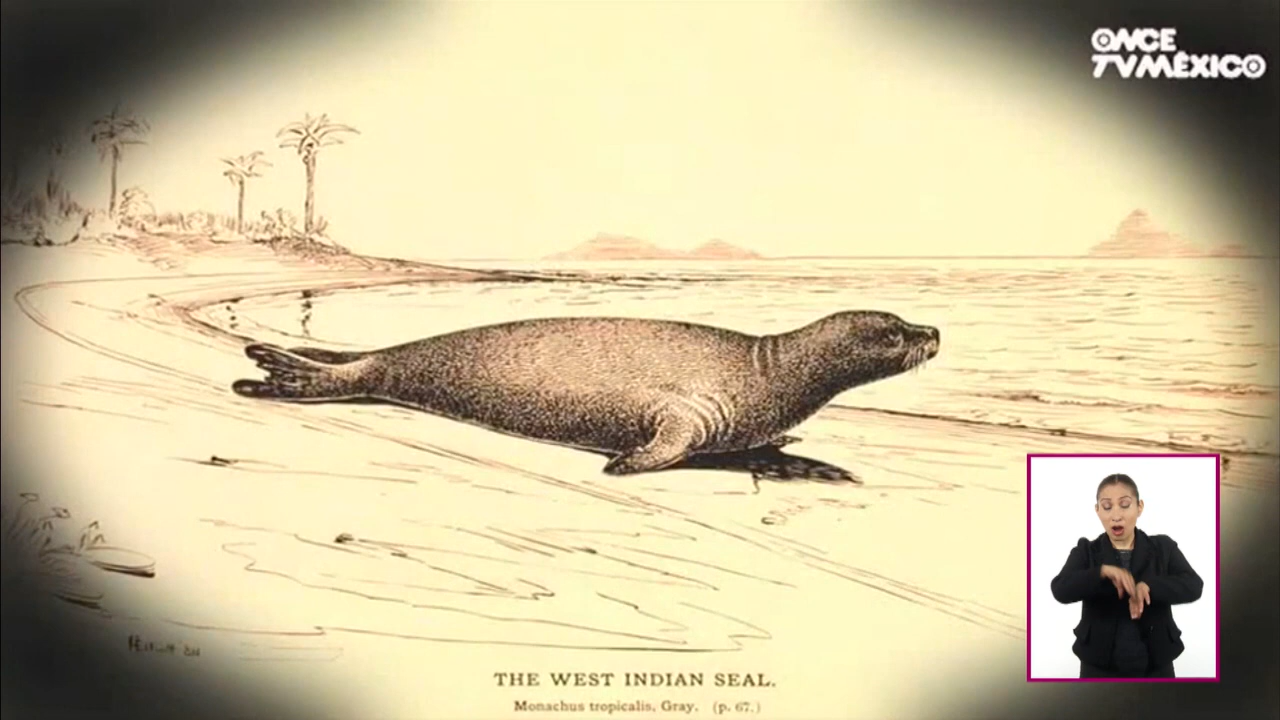 ONCE
TVMÉXICO
THE WEST INDIAN SEAL.
Monachus tropicalis, Gray. (p. 67.)